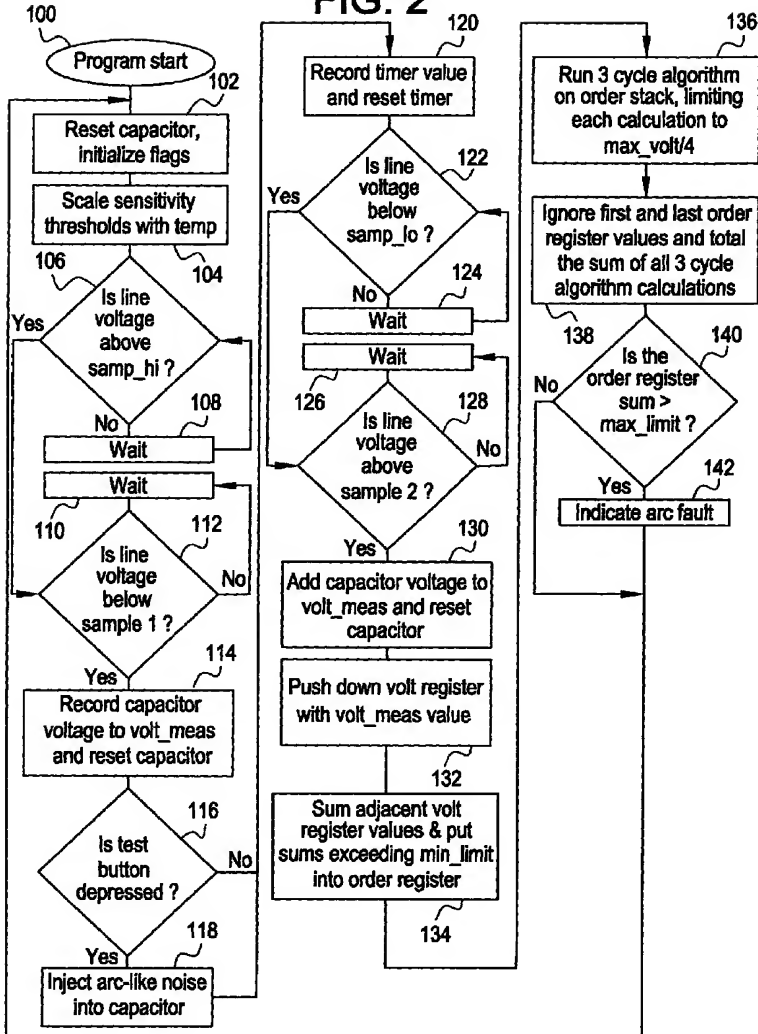 FIG. 2
100
Program start
102
Reset capacitor,
initialize flags
Scale sensitivity
thresholds with temp
104
106
Is line
voltage
above
samp_hi ?
Yes
No
108
Wait
Wait
110
112
Is line
voltage
below
sample 1 ?
No
Yes
114
Record capacitor
voltage to volt_meas
and reset capacitor
116
Is test
button
depressed ?
No
Yes
118
Inject arc-like noise
into capacitor
120
Record timer value
and reset timer
122
Is line
voltage
below
samp_lo ?
Yes
No
124
Wait
Wait
126
128
Is line
voltage
above
sample 2 ?
No
Yes
130
Add capacitor voltage to
volt_meas and reset
capacitor
Push down volt register
with volt_meas value
132
Sum adjacent volt
register values & put
sums exceeding min_limit
into order register
134
136
Run 3 cycle algorithm
on order stack, limiting
each calculation to
max_volt/4
Ignore first and last order
register values and total
the sum of all 3 cycle
algorithm calculations
138
140
Is the
order register
sum >
max_limit ?
No
Yes
142
Indicate arc fault